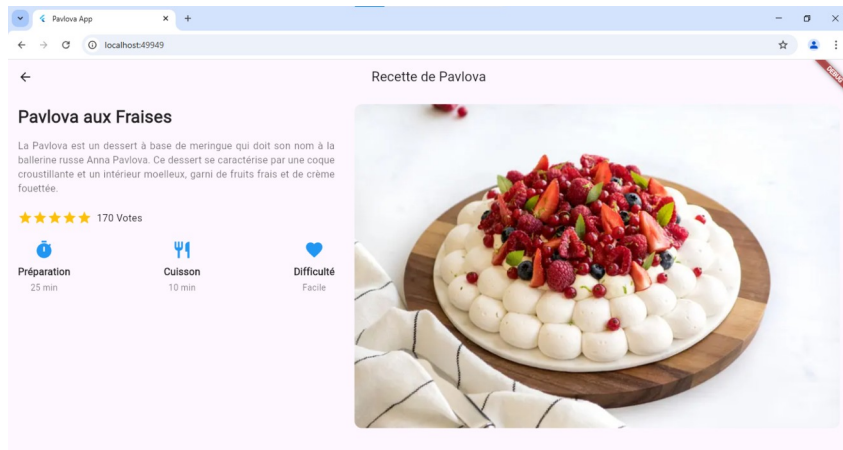 Pavlova App
localhost:49949
Recette de Pavlova
DEBUG
Pavlova aux Fraises
La Pavlova est un dessert à base de meringue qui doit son nom à la
ballerine russe Anna Pavlova. Ce dessert se caractérise par une coque
croustillante et un intérieur moelleux, garni de fruits frais et de crème
fouettée.
170 Votes
Préparation
25 min
Cuisson
10 min
Difficulté
Facile